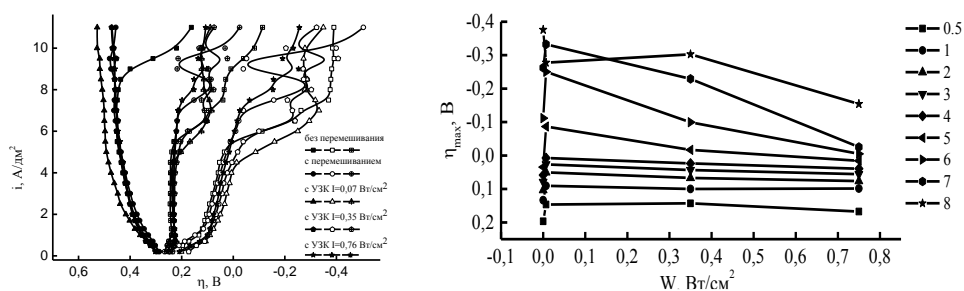 i, А/дм²
10
8
6
4
2
0
без перемешивания
с перемешиванием
с УЗК I=0,07 Вт/см²
с УЗК I=0,35 Вт/см²
с УЗК I=0,76 Вт/см²
0,6 0,4 0,2 0,0 -0,2 -0,4
η, В
ηmax, В
-0,4
-0,3
-0,2
-0,1
0,0
0,1
0,2
-0,1 0,0 0,1 0,2 0,3 0,4 0,5 0,6 0,7 0,8
W, Вт/см²
0.5
1
2
3
4
5
6
7
8